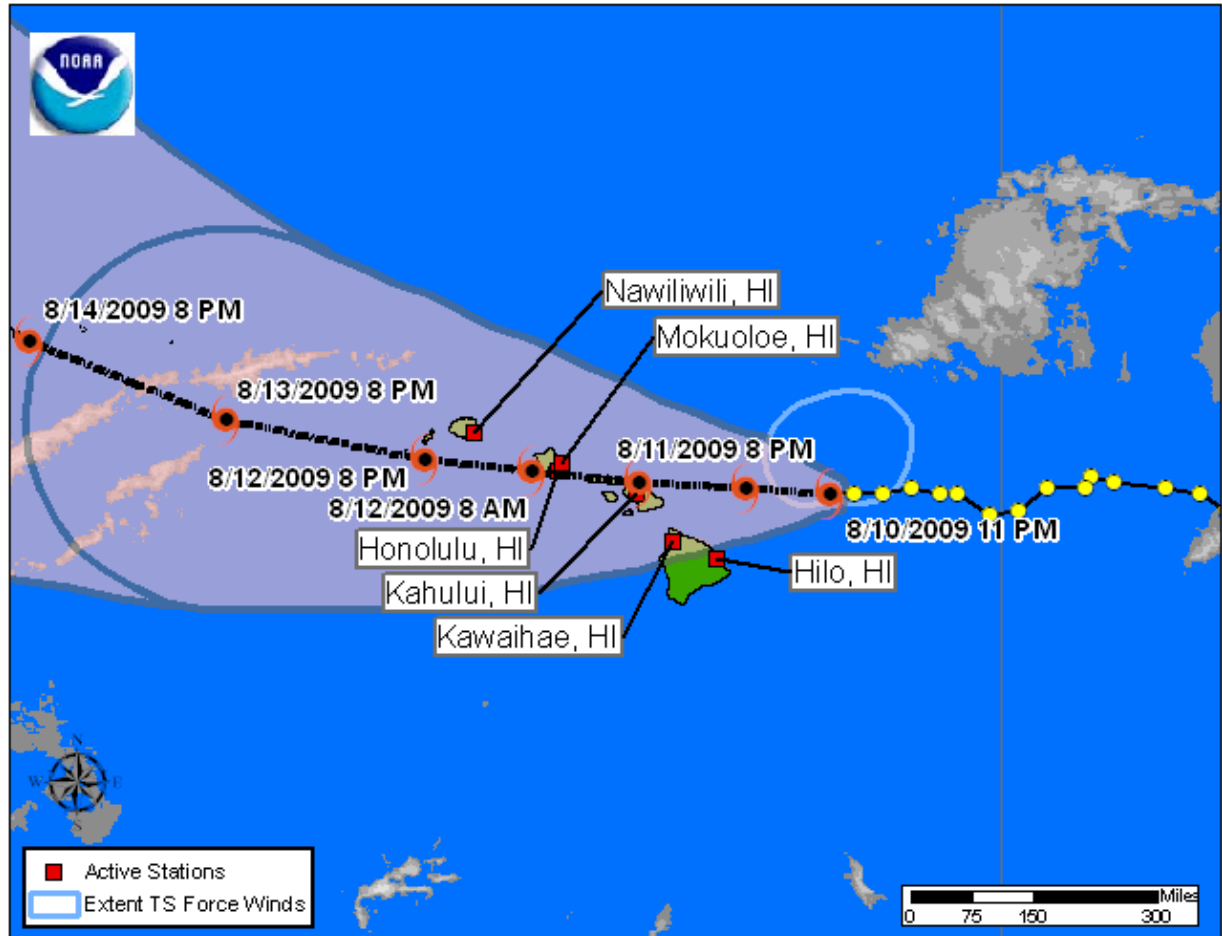 NOAA
Nawiliwili, HI
Mokuoloe, HI
8/14/2009 8 PM
8/13/2009 8 PM
8/12/2009 8 PM
8/11/2009 8 PM
8/12/2009 8 AM
8/10/2009 11 PM
Honolulu, HI
Hilo, HI
Kahului, HI
Kawaihae, HI
N
W E
S
Active Stations
Extent TS Force Winds
Miles
0 75 150 300